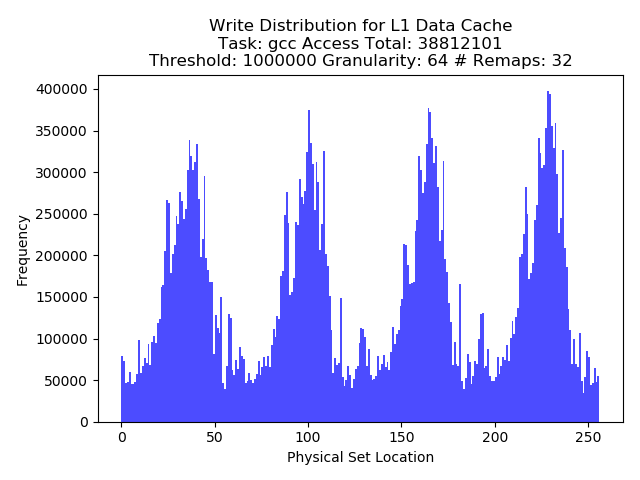 Write Distribution for L1 Data Cache
Task: gcc Access Total: 38812101
Threshold: 1000000 Granularity: 64 # Remaps: 32
400000
350000
300000
250000
200000
150000
100000
50000
0
Frequency
0 50 100 150 200 250
Physical Set Location